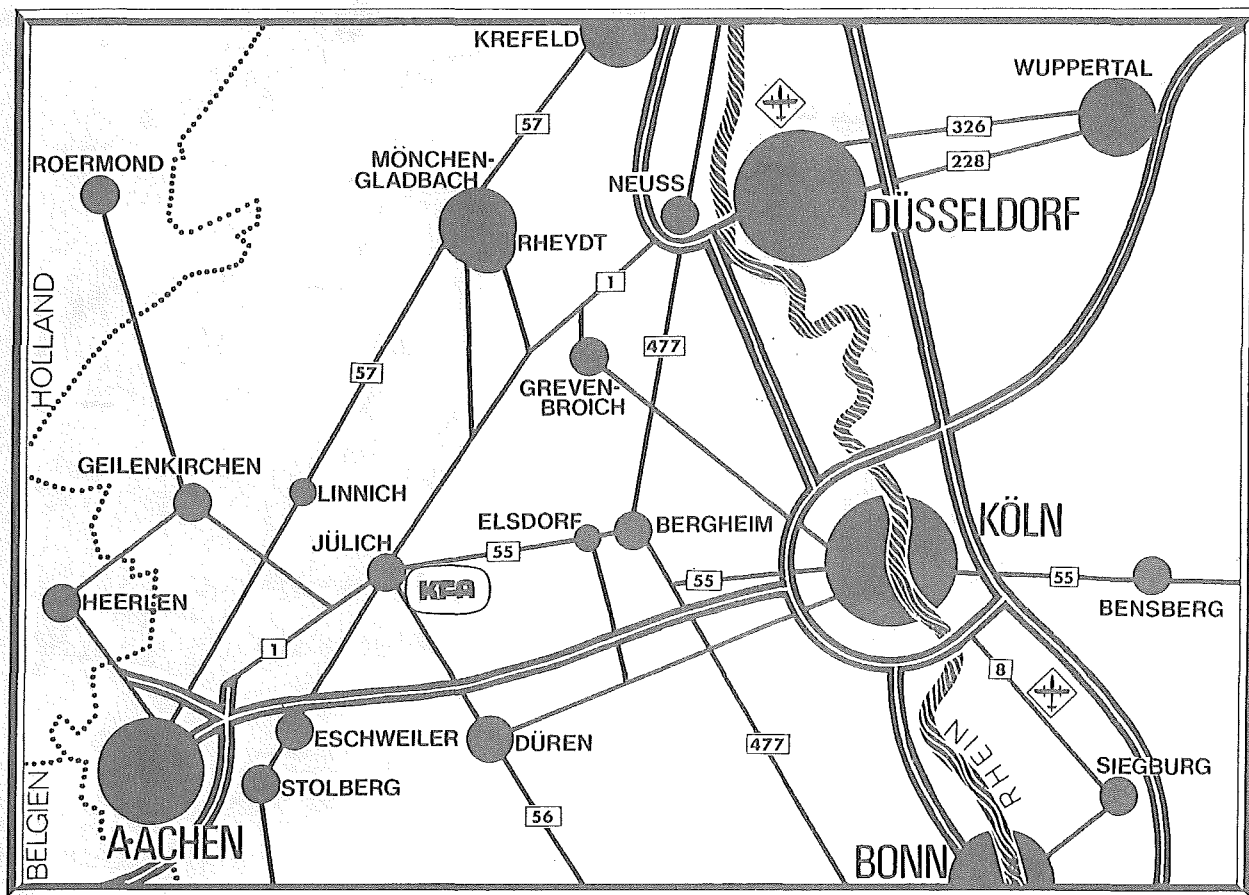 KREFELD
WUPPERTAL
57
326
ROERMOND
MÖNCHEN-
GLADBACH
228
NEUSS
DÜSSELDORF
RHEYDT
1
HOLLAND
477
57
GREVEN-
BROICH
GEILENKIRCHEN
LINNICH
KÖLN
ELSDORF
BERGHEIM
JÜLICH
55
55
55
KFA
HEERLEN
BENSBERG
1
8
ESCHWEILER
DÜREN
477
RHEIN
SIEGBURG
STOLBERG
56
BELGIEN
AACHEN
BONN